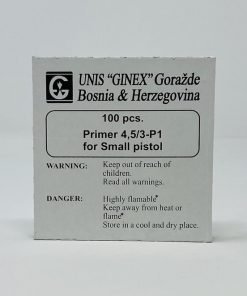 UNIS "GINEX" Goražde
Bosnia & Herzegovina
100 pcs.
Primer 4,5/3-P1
for Small pistol
WARNING: Keep out of reach of
children.
Read all warnings.
DANGER: Highly flamable*
Keep away from heat or
flame*
Store in a cool and dry place.